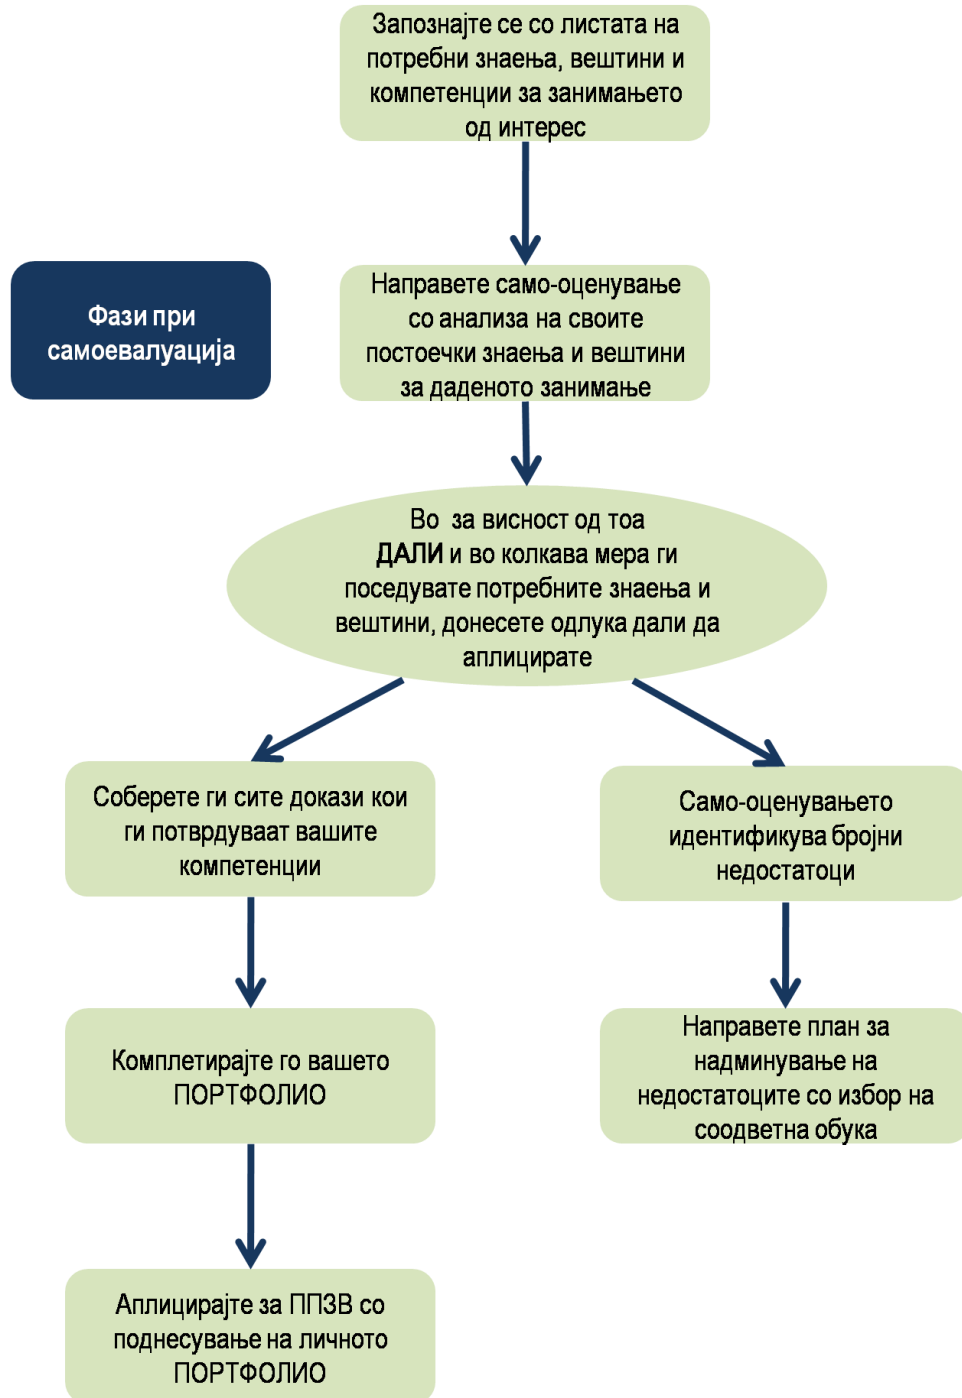 Запознајте се со листата на
потребни знаења, вештини и
компетенции за занимањето
од интерес
Фази при
самоевалуација
Направете само-оценување
со анализа на своите
постоечки знаења и вештини
за даденото занимање
Во  за висност од тоа
ДАЛИ и во колкава мера ги
поседувате потребните знаења и
вештини, донесете одлука дали да
аплицирате
Соберете ги сите докази кои
ги потврдуваат вашите
компетенции
Само-оценувањето
идентификува бројни
недостатоци
Комплетирајте го вашето
ПОРТФОЛИО
Направете план за
надминување на
недостатоците со избор на
соодветна обука
Аплицирајте за ППЗВ со
поднесување на личното
ПОРТФОЛИО